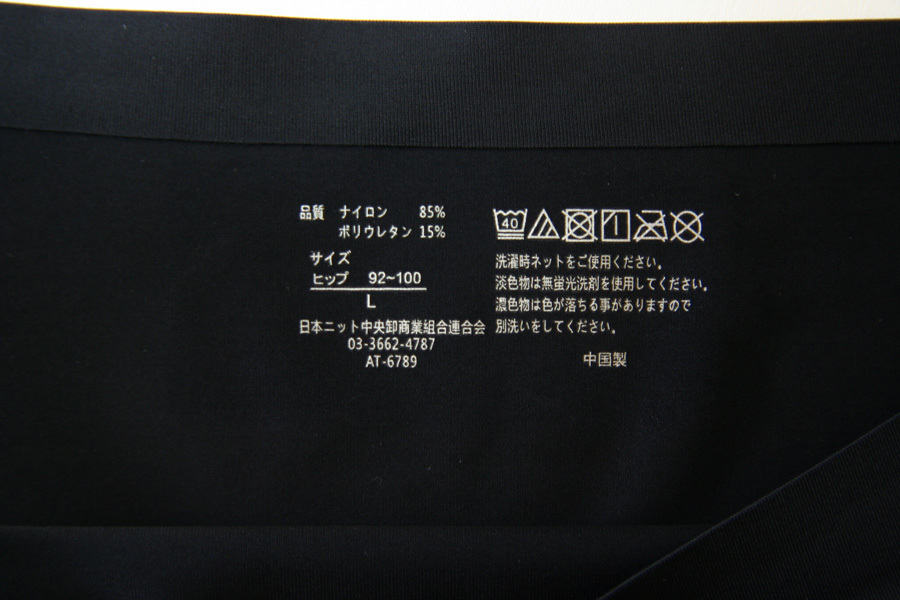 品質 ナイロン 85%
ポリウレタン 15%
サイズ
ヒップ 92~100
L
日本ニット中央卸商業組合連合会
03-3662-4787
AT-6789
40
洗濯時ネットをご使用ください。
淡色物は無蛍光洗剤を使用してください。
濃色物は色が落ちる事がありますので
別洗いをしてください。
中国製